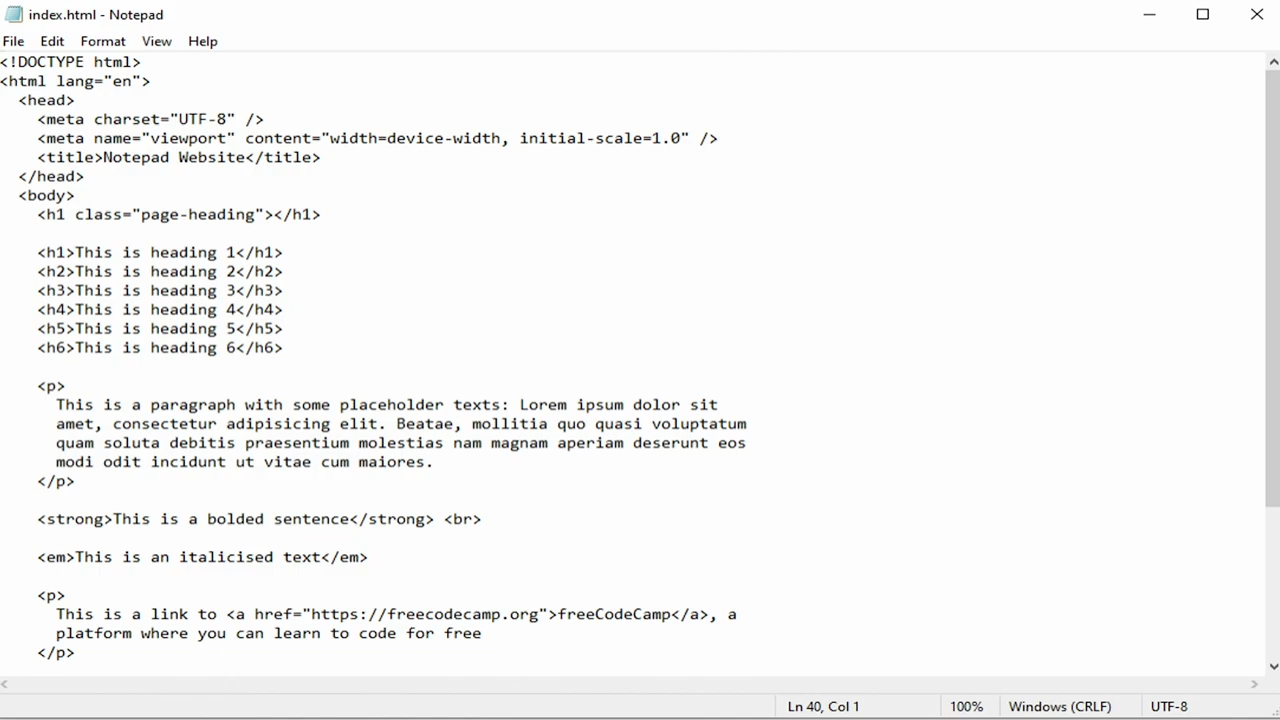 index.html - Notepad
File Edit Format View Help
<!DOCTYPE html>
<html lang="en">
  <head>
    <meta charset="UTF-8" />
    <meta name="viewport" content="width=device-width, initial-scale=1.0" />
    <title>Notepad Website</title>
  </head>
  <body>
    <h1 class="page-heading"></h1>

    <h1>This is heading 1</h1>
    <h2>This is heading 2</h2>
    <h3>This is heading 3</h3>
    <h4>This is heading 4</h4>
    <h5>This is heading 5</h5>
    <h6>This is heading 6</h6>

    <p>
      This is a paragraph with some placeholder texts: Lorem ipsum dolor sit
      amet, consectetur adipisicing elit. Beatae, mollitia quo quasi voluptatum
      quam soluta debitis praesentium molestias nam magnam aperiam deserunt eos
      modi odit incidunt ut vitae cum maiores.
    </p>

    <strong>This is a bolded sentence</strong> <br>

    <em>This is an italicised text</em>

    <p>
      This is a link to <a href="https://freecodecamp.org">freeCodeCamp</a>, a
      platform where you can learn to code for free
    </p>
Ln 40, Col 1 100% Windows (CRLF) UTF-8